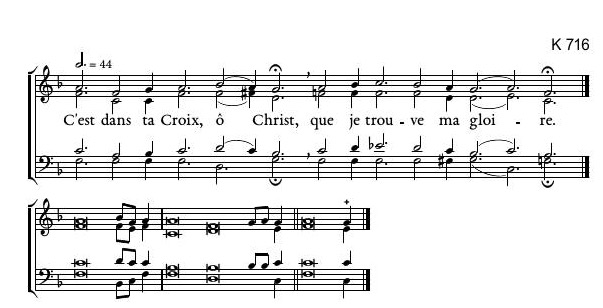 K 716
𝅗𝅥. = 44
C'est dans ta Croix, ô Christ, que je trou - ve ma gloi - re.